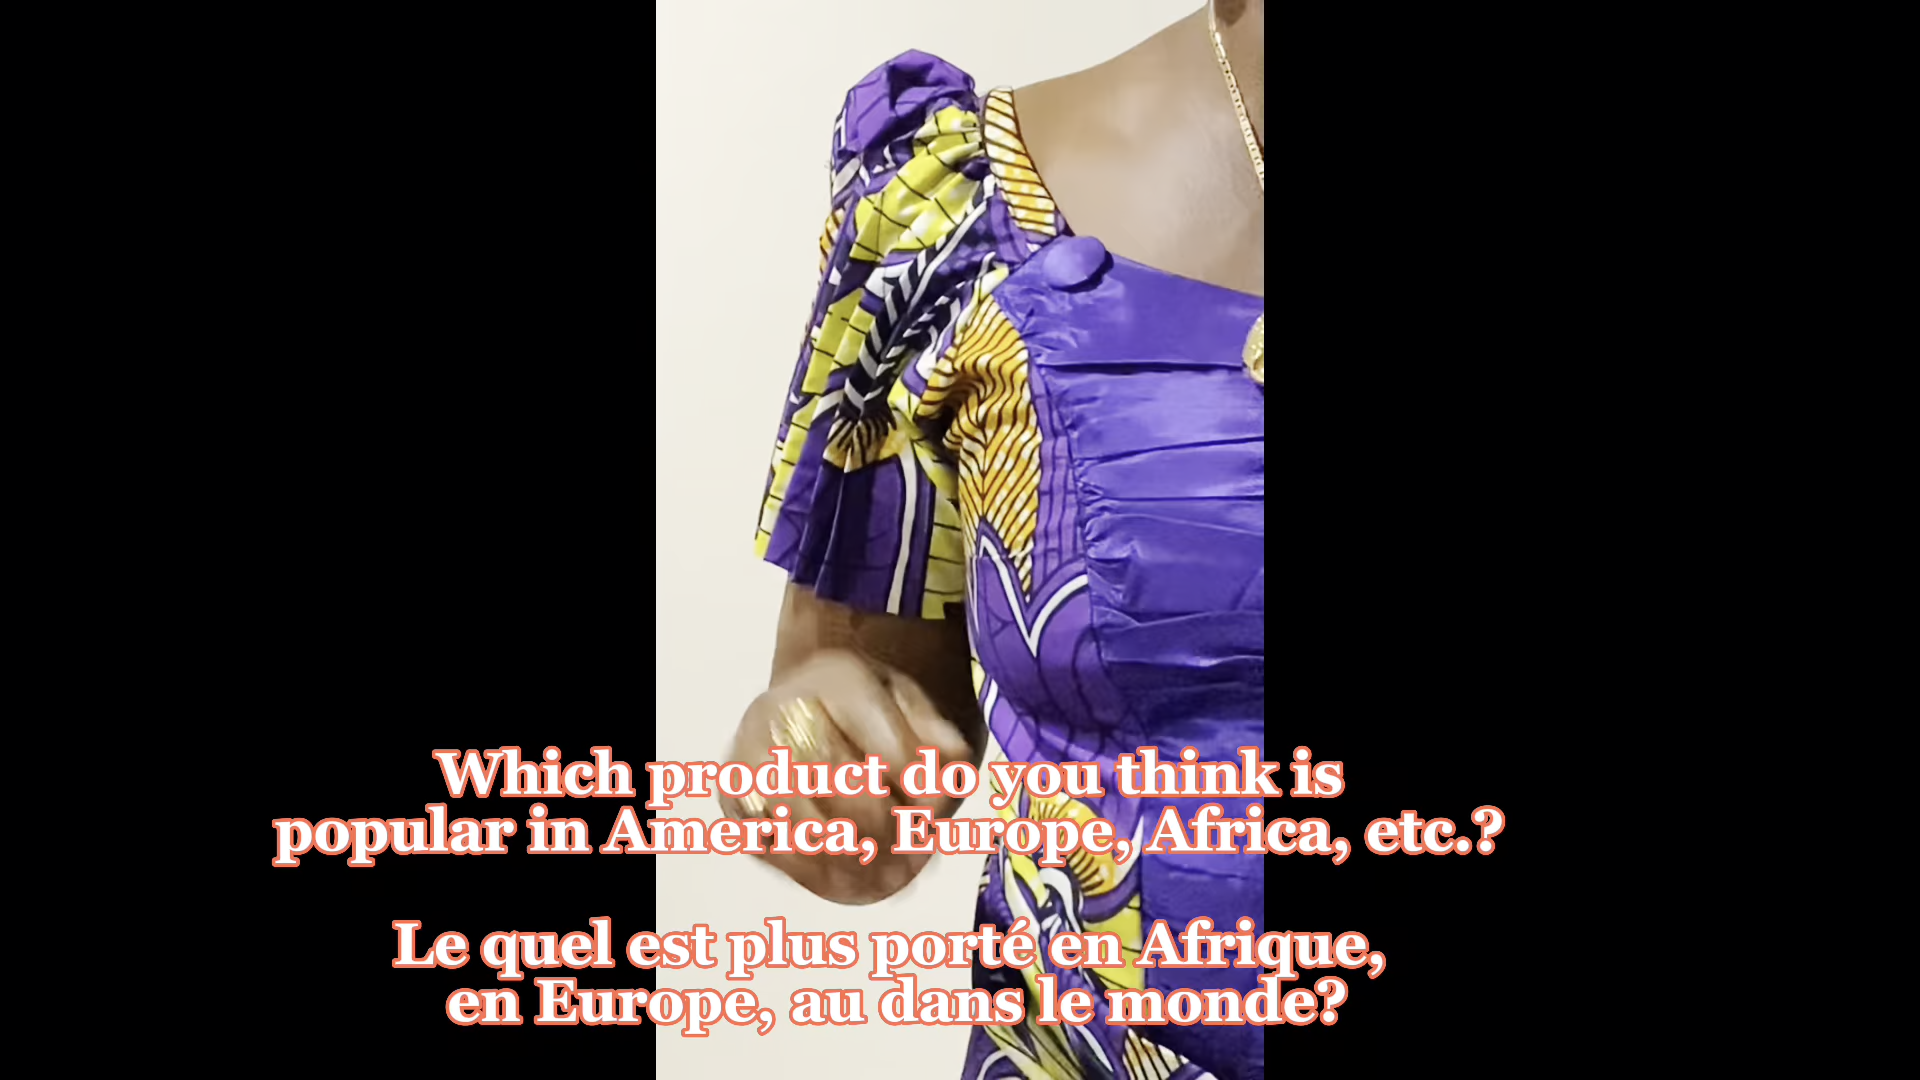 Which product do you think is
popular in America, Europe, Africa, etc.?
Le quel est plus porté en Afrique,
en Europe, au dans le monde?